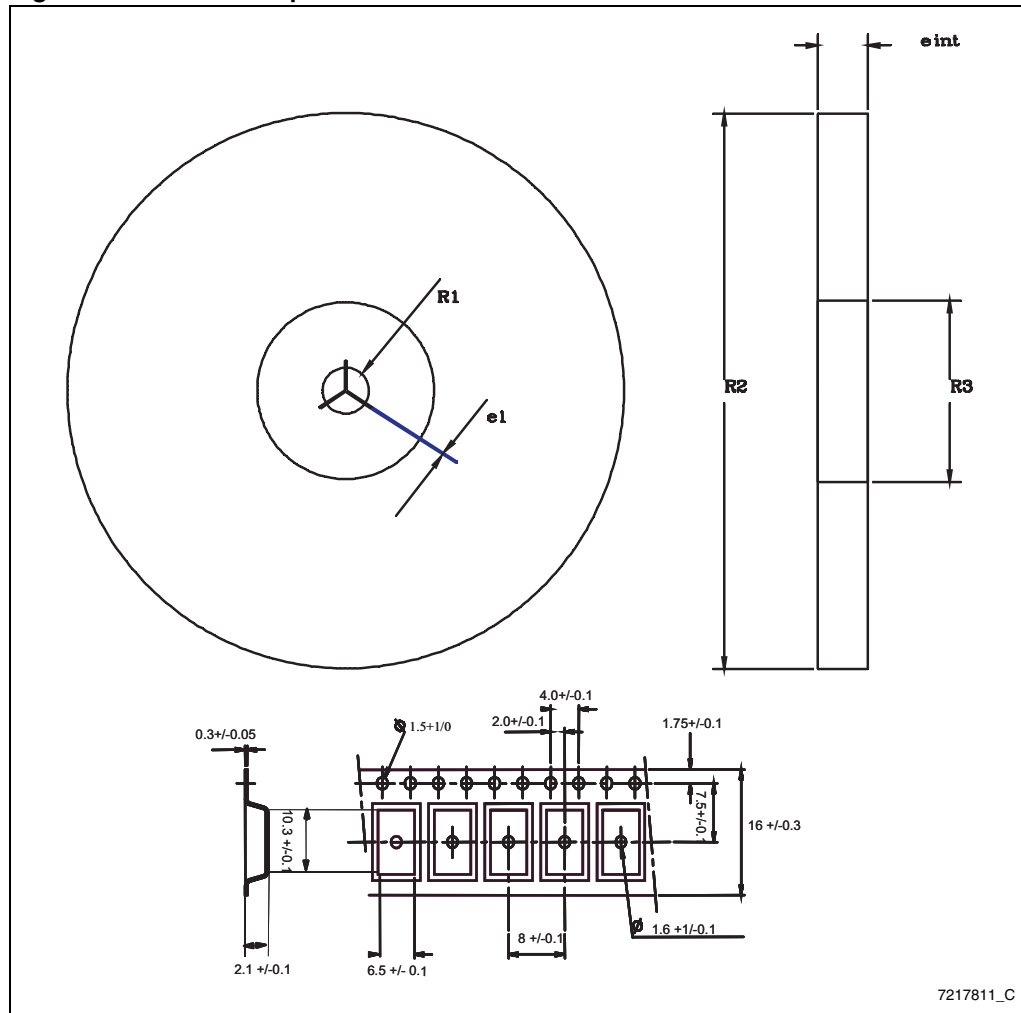 e int
R1
R2
R3
e1
4.0+/-0.1
2.0+/-0.1
1.75+/-0.1
0.3+/-0.05
Ø 1.5+1/0
7.5+/-0.1
10.3 +/-0.1
16 +/-0.3
Ø 1.6 +1/-0.1
8 +/-0.1
2.1 +/-0.1
6.5 +/- 0.1
7217811_C